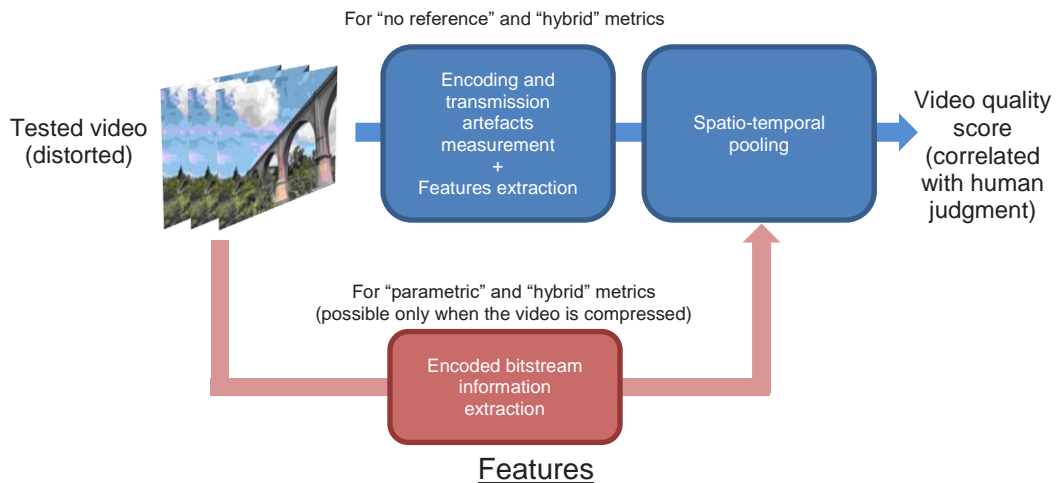 For “no reference” and “hybrid” metrics
Tested video
(distorted)
Encoding and
transmission
artefacts
measurement
+
Features extraction
Spatio-temporal
pooling
Video quality
score
(correlated
with human
judgment)
For “parametric” and “hybrid” metrics
(possible only when the video is compressed)
Encoded bitstream
information
extraction
Features